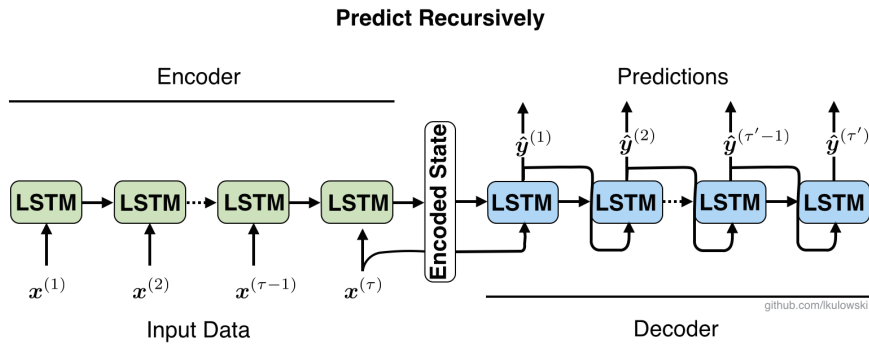 Predict Recursively
Encoder
Predictions
ŷ^(1) ŷ^(2) ŷ^(τ′−1) ŷ^(τ′)
Encoded State
LSTM LSTM LSTM LSTM LSTM LSTM LSTM LSTM
x^(1) x^(2) x^(τ−1) x^(τ)
github.com/lkulowski
Input Data
Decoder